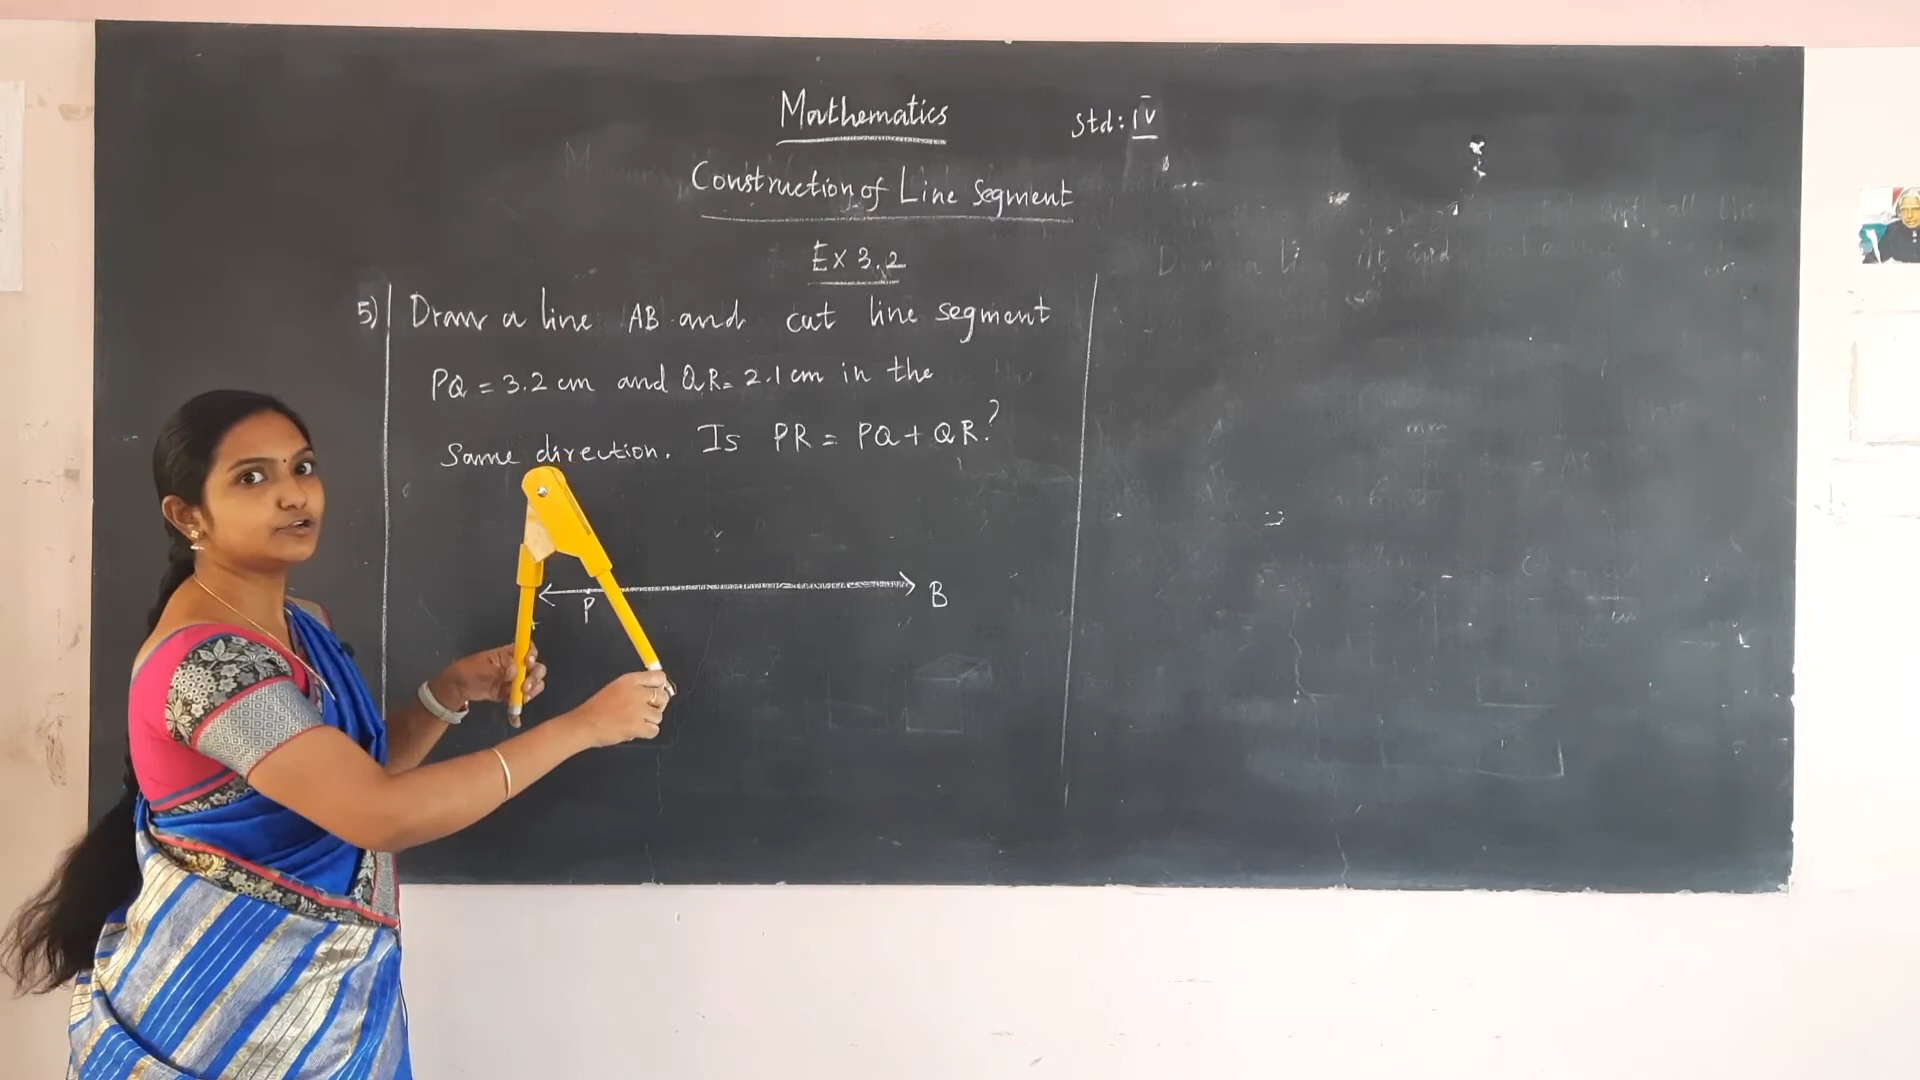 Mathematics
Std: IV
Construction of Line Segment
Ex 3.2
5) Draw a line AB and cut line segment
PQ = 3.2 cm and QR = 2.1 cm in the
Same direction. Is PR = PQ + QR?
P
B